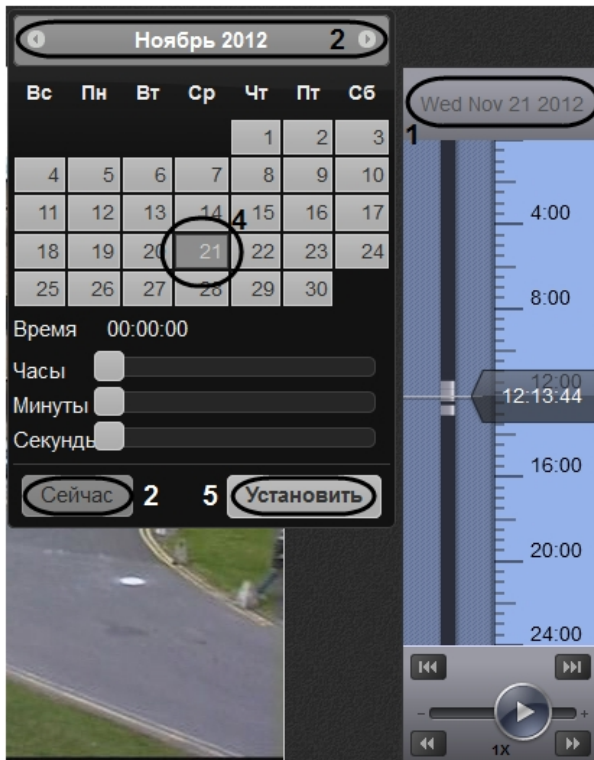 Ноябрь 2012 2
Вс Пн Вт Ср Чт Пт Сб
1 2 3
4 5 6 7 8 9 10
11 12 13 14 15 16 17
4
18 19 20 21 22 23 24
25 26 27 28 29 30
Время 00:00:00
Часы
Минуты
Секунды
Сейчас 2 5 Установить
Wed Nov 21 2012
1
4:00
8:00
12:00
12:13:44
16:00
20:00
24:00
- +
1X